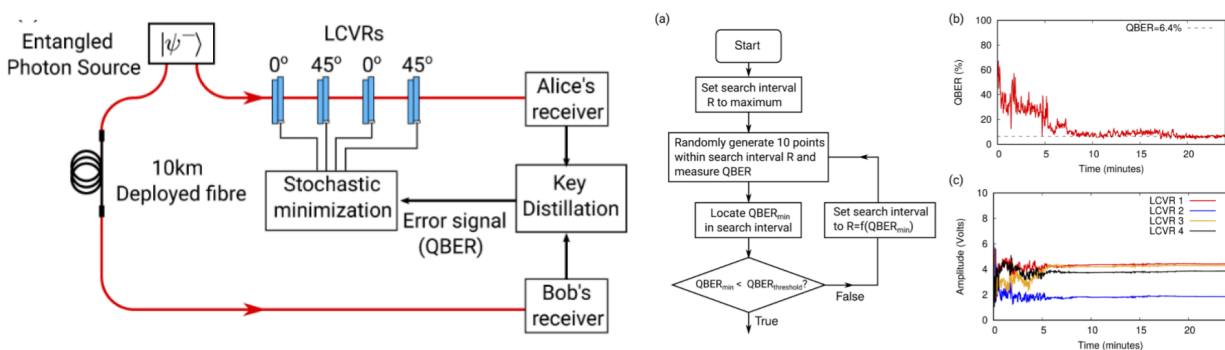 Entangled
Photon Source
|ψ⁻⟩
LCVRs
0º 45º 0º 45º
Alice's
receiver
10km
Deployed fibre
Stochastic
minimization
Error signal
(QBER)
Key
Distillation
Bob's
receiver
(a)
Start
Set search interval
R to maximum
Randomly generate 10 points
within search interval R and
measure QBER
Locate QBERmin
in search interval
Set search interval
to R=f(QBERmin)
QBERmin < QBERthreshold?
False
True
(b)
QBER=6.4%
QBER (%)
100
80
60
40
20
0
0 5 10 15 20
Time (minutes)
(c)
LCVR 1
LCVR 2
LCVR 3
LCVR 4
Amplitude (Volts)
10
8
6
4
2
0
0 5 10 15 20
Time (minutes)